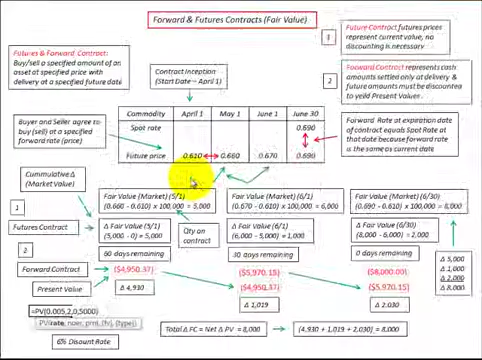 Forward & Futures Contracts (Fair Value)
1
Future Contract futures prices
represent current value, no
discounting is necessary
Futures & Forward Contract:
Buy/sell a specified amount of an
asset at specified price with
delivery at a specified future date
Contract Inception
(Start Date – April 1)
2
Forward Contract represents cash
amounts settled only at delivery &
future amounts must be discounted
to yeild Present Values
Commodity April 1 May 1 June 1 June 30
Spot rate 0.690
Future price 0.610 0.660 0.670 0.690
Buyer and Seller agree to
buy (sell) at a specified
forward rate (price)
Forward Rate at expiration date
of contract equals Spot Rate at
that date because forward rate
is the same as current date
Cummulative Δ
(Market Value)
1
Futures Contract
Fair Value (Market) (5/1)
(0.660 - 0.610) x 100,000 = 5,000
Fair Value (Market) (6/1)
(0.670 - 0.610) x 100,000 = 6,000
Fair Value (Market) (6/30)
(0.690 - 0.610) x 100,000 = 8,000
Δ Fair Value (5/1)
(5,000 - 0) = 5,000
Qty on
contract
Δ Fair Value (6/1)
(6,000 - 5,000) = 1,000
Δ Fair Value (6/30)
(8,000 - 6,000) = 2,000
2
60 days remaining
30 days remaining
0 days remaining
Δ 5,000
Δ 1,000
Δ 2,000
Δ 8,000
Forward Contract
($4,950.37)
($5,970.15)
($8,000.00)
Present Value
Δ 4,930
($4,950.37)
($5,970.15)
Δ 1,019
Δ 2,030
=PV(0.005,2,0,5000)
PV(rate, nper, pmt, [fv], [type])
6% Disount Rate
Total Δ FC = Net Δ PV = 8,000
(4,930 + 1,019 + 2,030) = 8,000